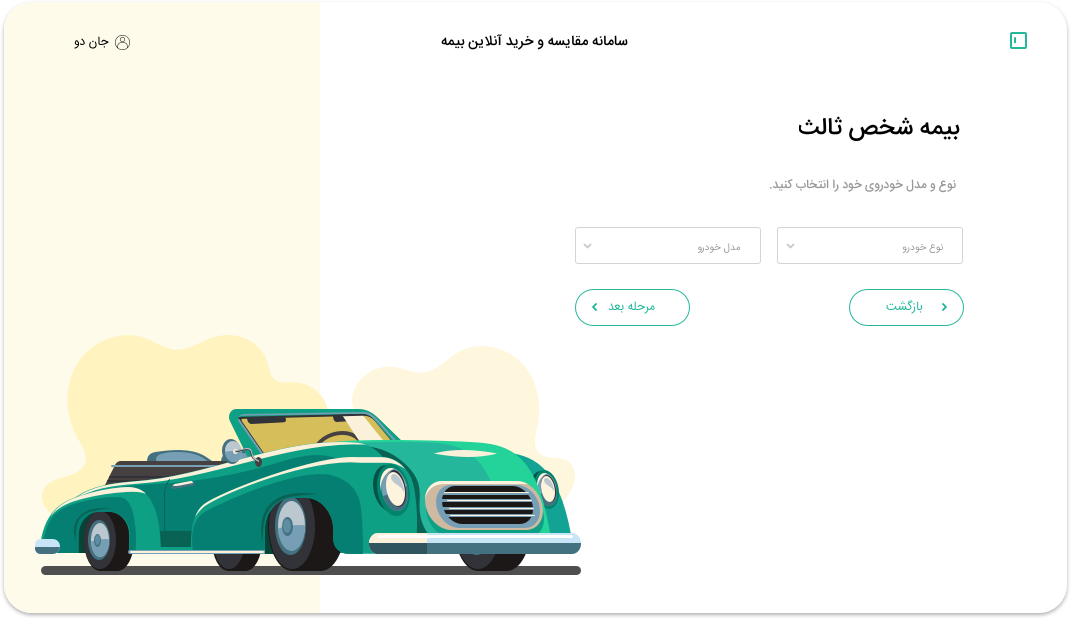 سامانه مقایسه و خرید آنلاین بیمه
جان دو
بیمه شخص ثالث
نوع و مدل خودروی خود را انتخاب کنید.
نوع خودرو
مدل خودرو
بازگشت
مرحله بعد